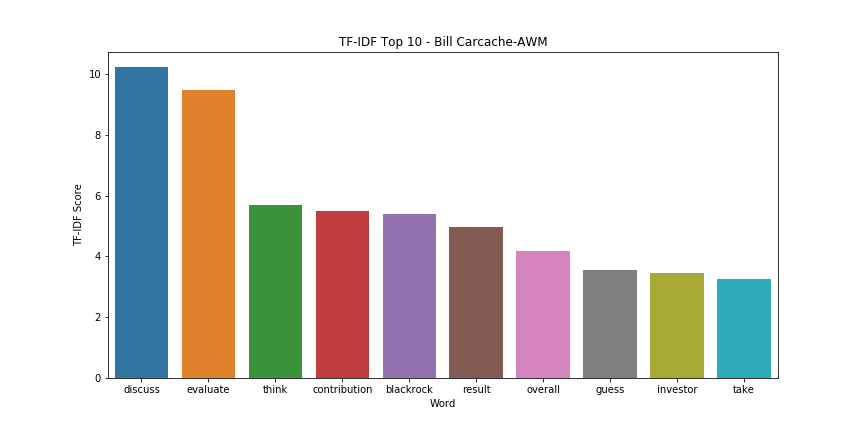 TF-IDF Top 10 - Bill Carcache-AWM
TF-IDF Score
10
8
6
4
2
0
discuss evaluate think contribution blackrock result overall guess investor take
Word